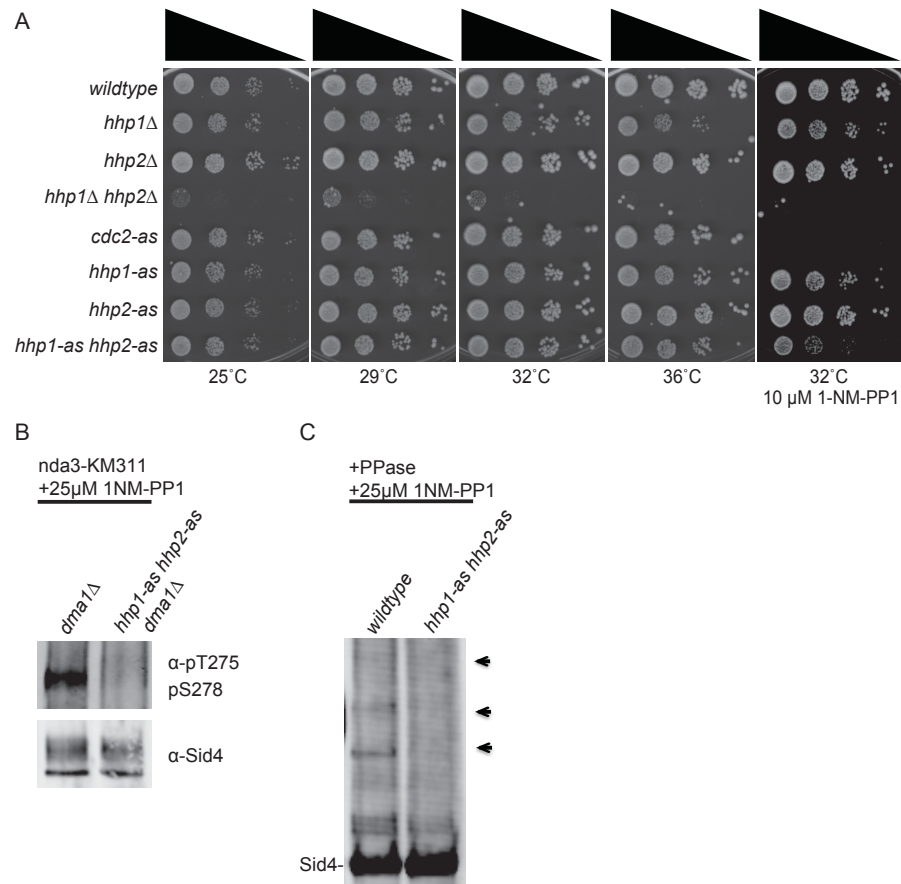 A
wildtype
hhp1Δ
hhp2Δ
hhp1Δ hhp2Δ
cdc2-as
hhp1-as
hhp2-as
hhp1-as hhp2-as
25˚C
29˚C
32˚C
36˚C
32˚C
10 µM 1-NM-PP1
B
nda3-KM311
+25µM 1NM-PP1
dma1Δ
hhp1-as hhp2-as
dma1Δ
α-pT275
pS278
α-Sid4
C
+PPase
+25µM 1NM-PP1
wildtype
hhp1-as hhp2-as
Sid4-